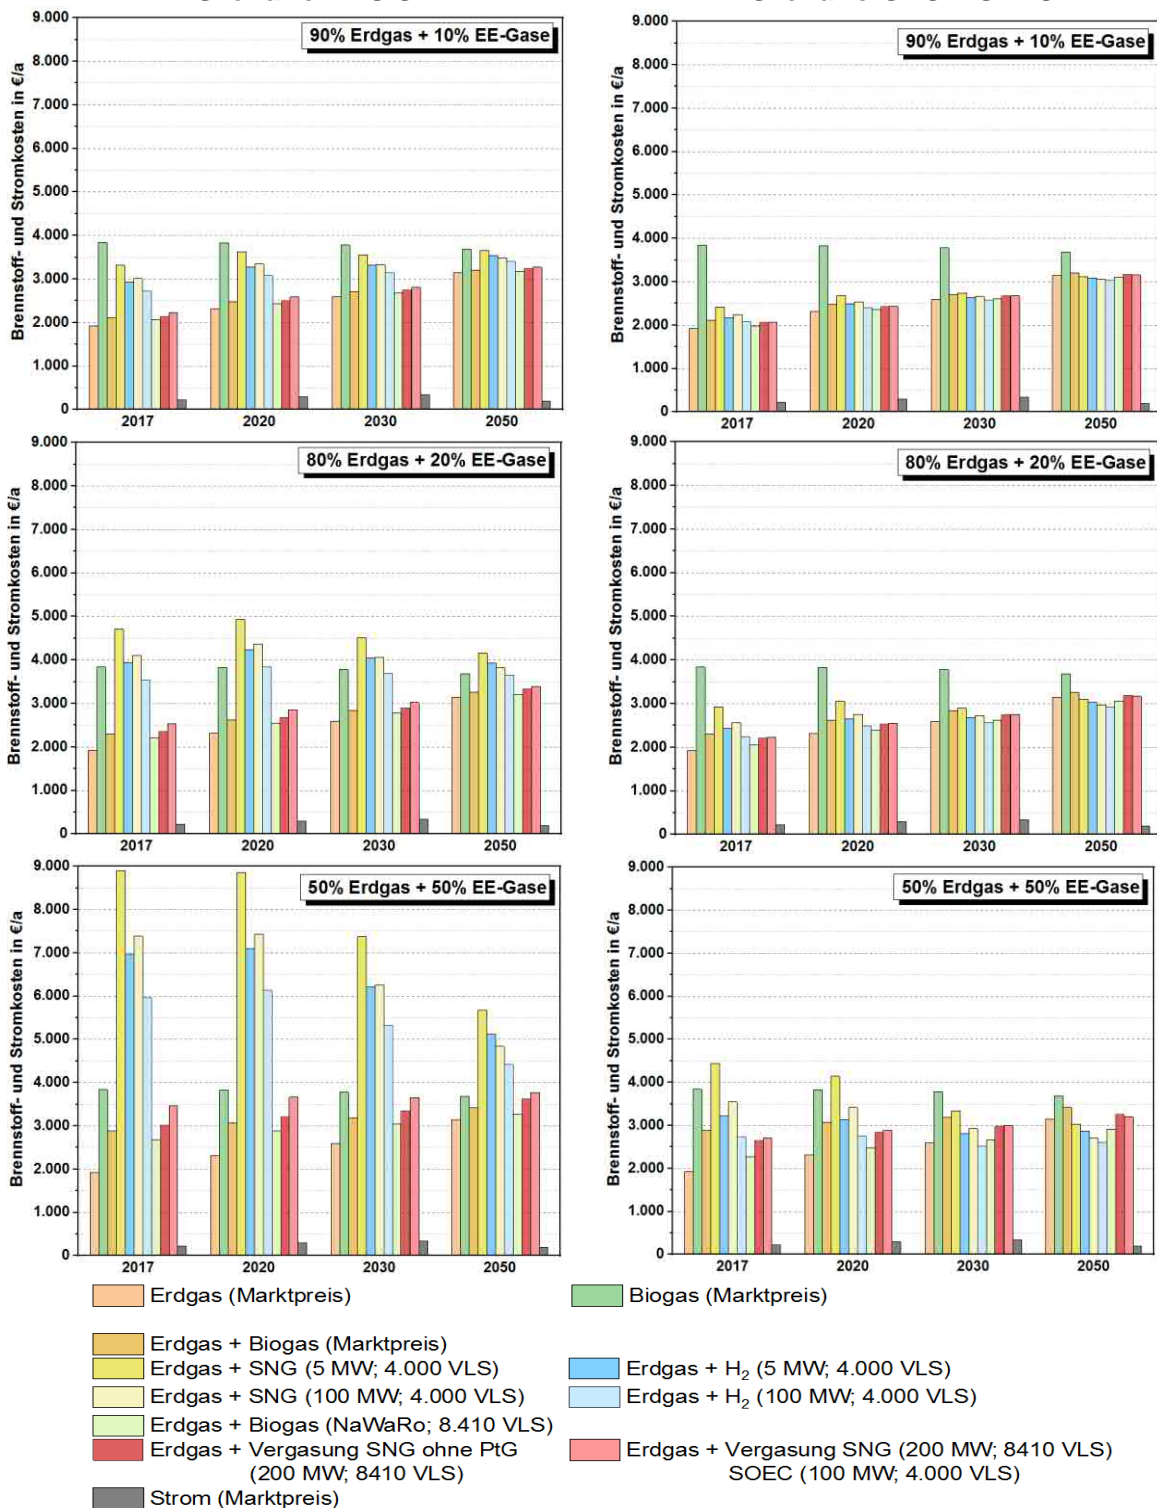 90% Erdgas + 10% EE-Gase
Brennstoff- und Stromkosten in €/a
9.000
8.000
7.000
6.000
5.000
4.000
3.000
2.000
1.000
0
2017 2020 2030 2050
90% Erdgas + 10% EE-Gase
Brennstoff- und Stromkosten in €/a
9.000
8.000
7.000
6.000
5.000
4.000
3.000
2.000
1.000
0
2017 2020 2030 2050
80% Erdgas + 20% EE-Gase
Brennstoff- und Stromkosten in €/a
9.000
8.000
7.000
6.000
5.000
4.000
3.000
2.000
1.000
0
2017 2020 2030 2050
80% Erdgas + 20% EE-Gase
Brennstoff- und Stromkosten in €/a
9.000
8.000
7.000
6.000
5.000
4.000
3.000
2.000
1.000
0
2017 2020 2030 2050
50% Erdgas + 50% EE-Gase
Brennstoff- und Stromkosten in €/a
9.000
8.000
7.000
6.000
5.000
4.000
3.000
2.000
1.000
0
2017 2020 2030 2050
50% Erdgas + 50% EE-Gase
Brennstoff- und Stromkosten in €/a
9.000
8.000
7.000
6.000
5.000
4.000
3.000
2.000
1.000
0
2017 2020 2030 2050
Erdgas (Marktpreis)
Biogas (Marktpreis)
Erdgas + Biogas (Marktpreis)
Erdgas + SNG (5 MW; 4.000 VLS)
Erdgas + H₂ (5 MW; 4.000 VLS)
Erdgas + SNG (100 MW; 4.000 VLS)
Erdgas + H₂ (100 MW; 4.000 VLS)
Erdgas + Biogas (NaWaRo; 8.410 VLS)
Erdgas + Vergasung SNG ohne PtG
(200 MW; 8410 VLS)
Erdgas + Vergasung SNG (200 MW; 8410 VLS)
SOEC (100 MW; 4.000 VLS)
Strom (Marktpreis)